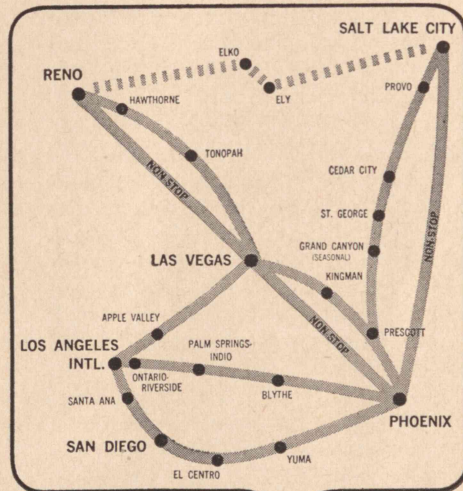 SALT LAKE CITY
ELKO
RENO
ELY
PROVO
HAWTHORNE
TONOPAH
NON-STOP
CEDAR CITY
ST. GEORGE
GRAND CANYON
(SEASONAL)
NON-STOP
LAS VEGAS
KINGMAN
APPLE VALLEY
NON-STOP
PRESCOTT
LOS ANGELES
INTL.
PALM SPRINGS-
INDIO
ONTARIO-
RIVERSIDE
BLYTHE
SANTA ANA
PHOENIX
SAN DIEGO
YUMA
EL CENTRO